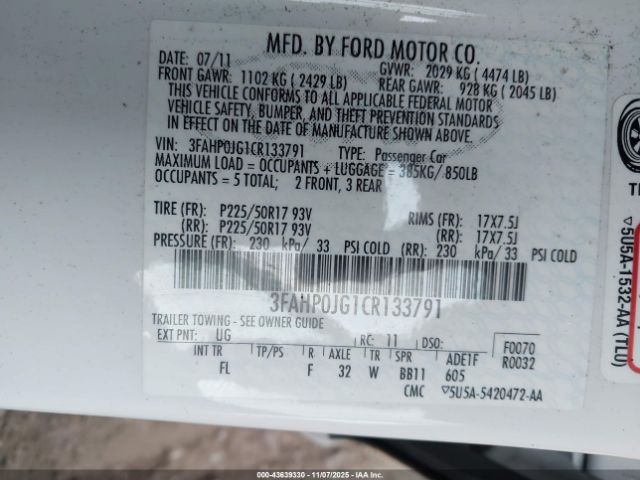 MFD. BY FORD MOTOR CO.
DATE: 07/11 GVWR: 2029 KG ( 4474 LB)
FRONT GAWR: 1102 KG ( 2429 LB) REAR GAWR: 928 KG ( 2045 LB)
THIS VEHICLE CONFORMS TO ALL APPLICABLE FEDERAL MOTOR
VEHICLE SAFETY, BUMPER, AND THEFT PREVENTION STANDARDS
IN EFFECT ON THE DATE OF MANUFACTURE SHOWN ABOVE.
VIN: 3FAHP0JG1CR133791 TYPE: Passenger Car
MAXIMUM LOAD = OCCUPANTS + LUGGAGE = 385KG/ 850LB
OCCUPANTS = 5 TOTAL; 2 FRONT, 3 REAR
TIRE (FR): P225/50R17 93V RIMS (FR): 17X7.5J
(RR): P225/50R17 93V (RR): 17X7.5J
PRESSURE (FR): 230 kPa/ 33 PSI COLD (RR): 230 kPa/33 PSI COLD
3FAHP0JG1CR133791
TRAILER TOWING - SEE OWNER GUIDE
EXT PNT: UG RC: 11 DSO: F0070
R0032
INT TR TP/PS R AXLE TR SPR ADE1F
FL F 32 W BB11 605
CMC ▽5U5A-5420472-AA
▽5U5A-1532-AA (TLU)
00-43639330 - 11/07/2025 - IAAI.COM